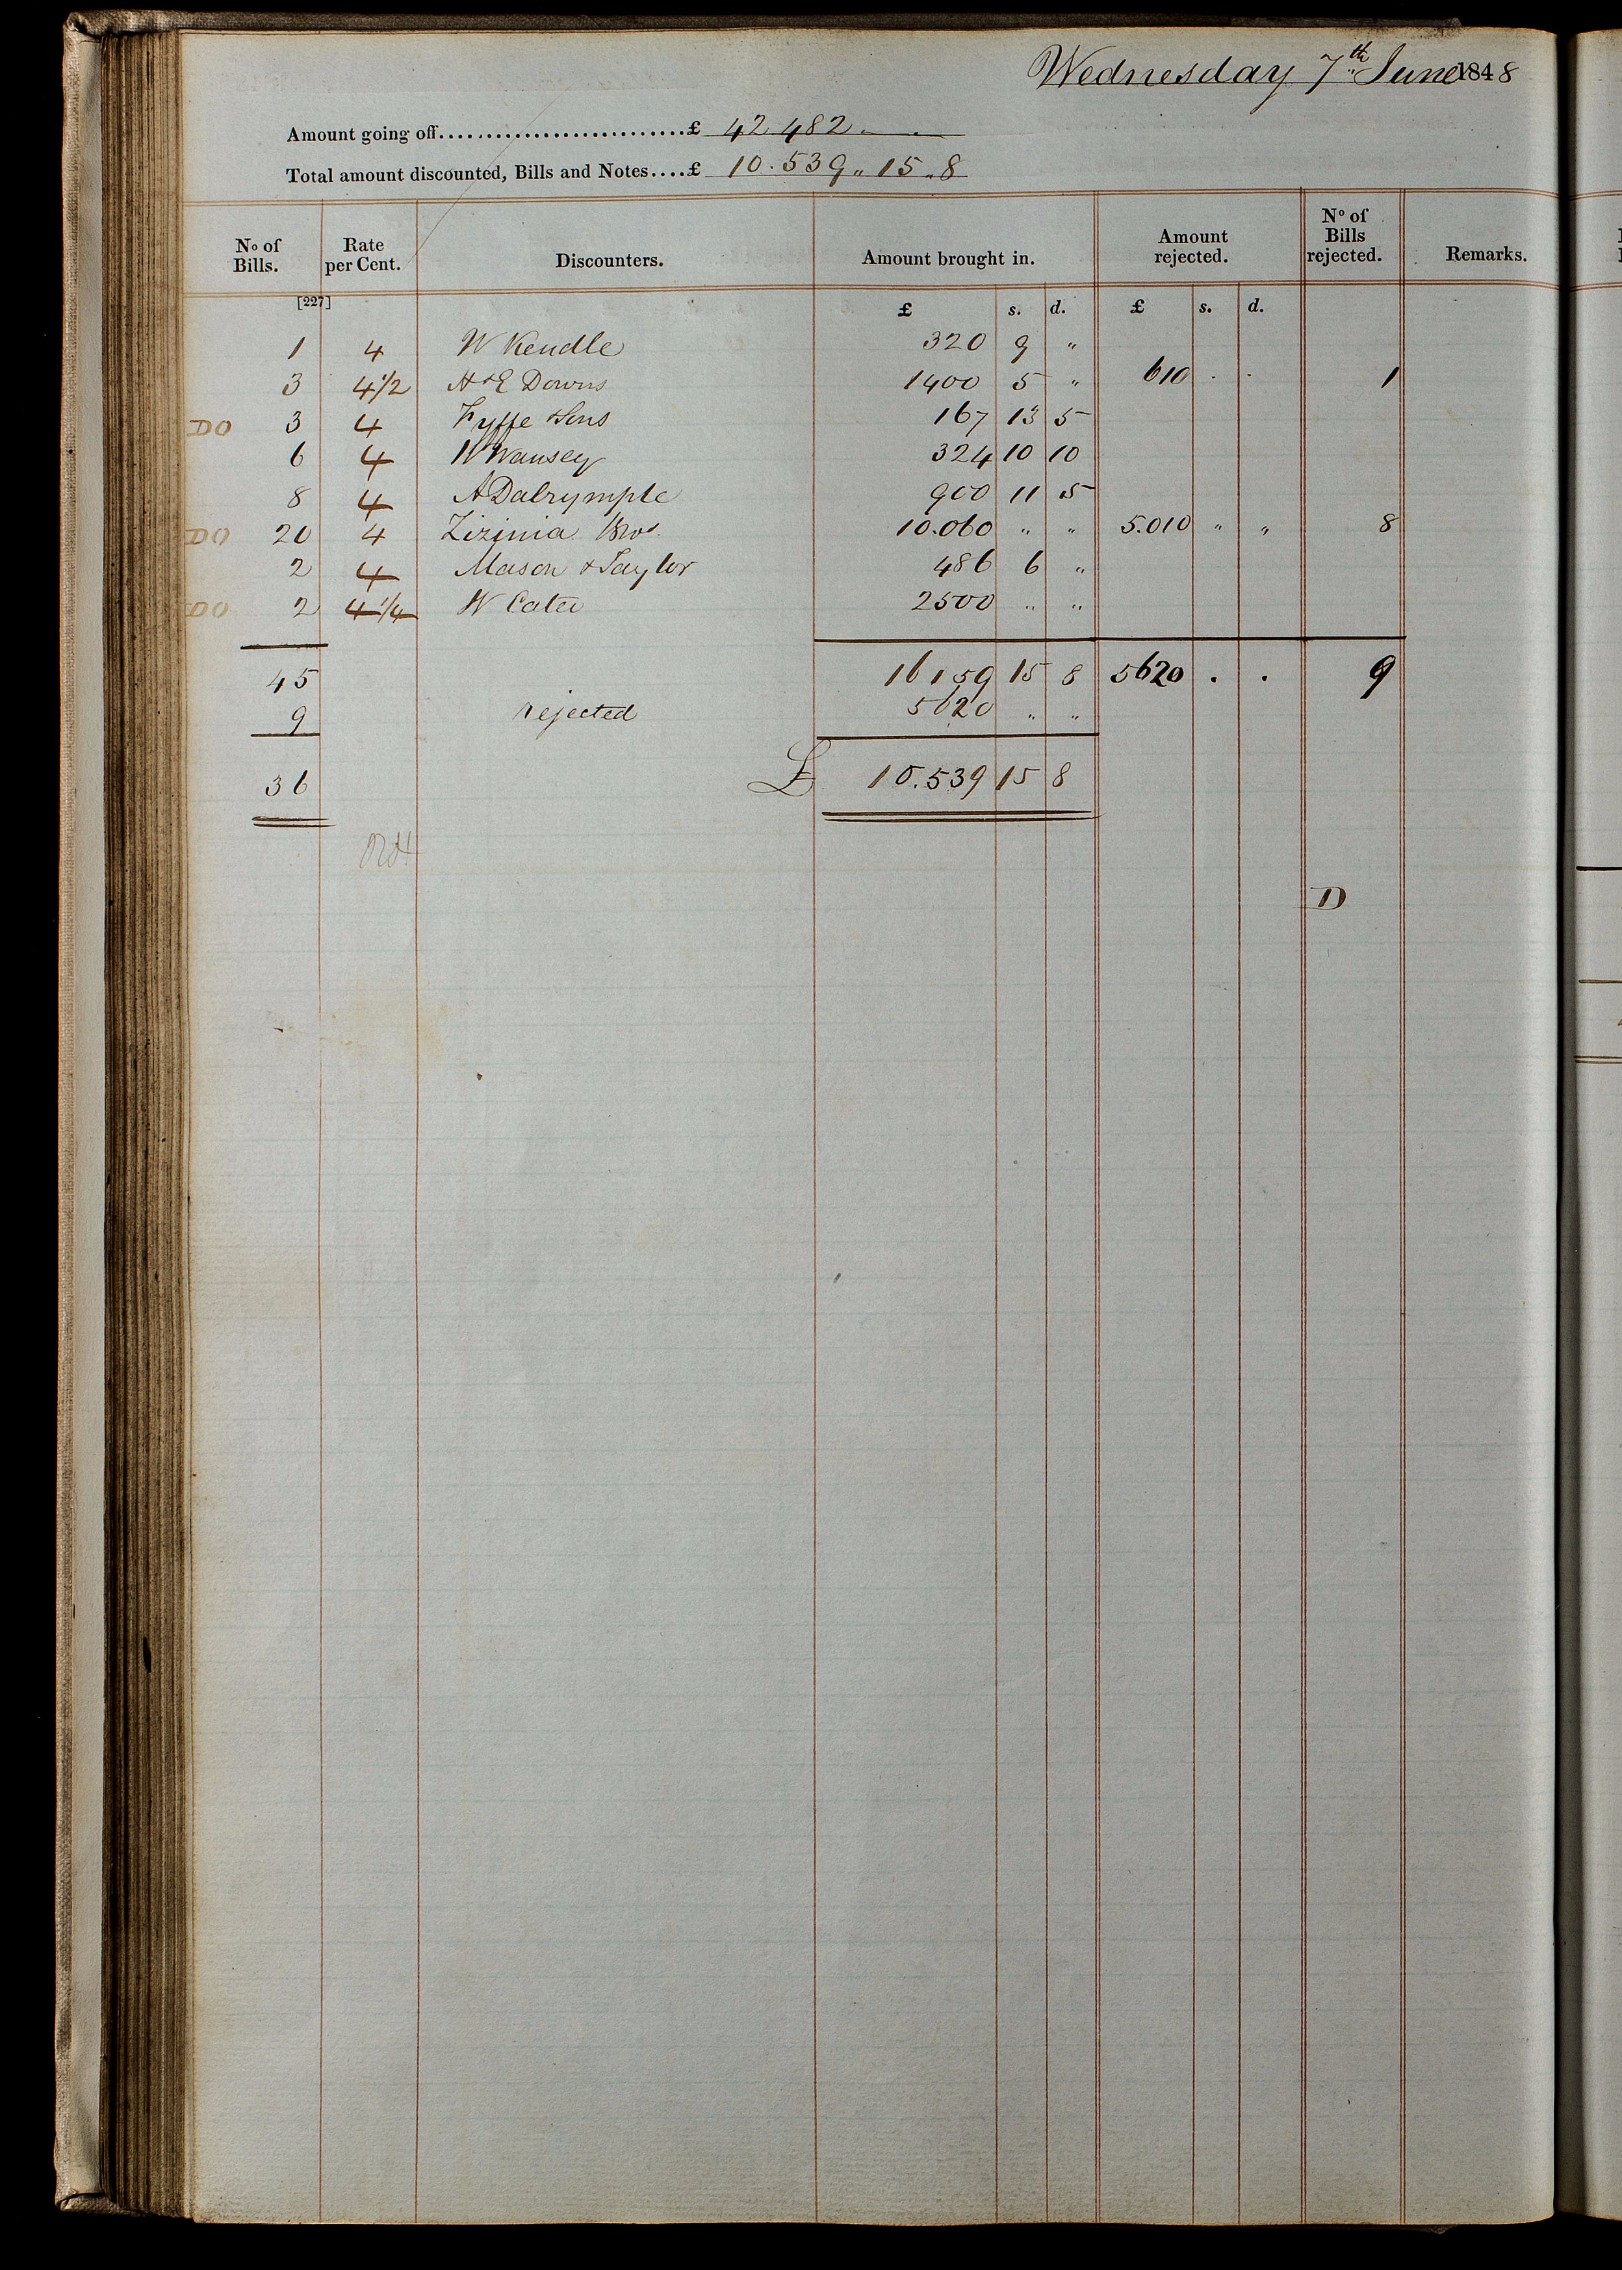 Wednesday 7th June 1848
Amount going off..........................£ 42.482 . .
Total amount discounted, Bills and Notes....£ 10.539 " 15 " 8
No of Bills. Rate per Cent. Discounters. Amount brought in. Amount rejected. No of Bills rejected. Remarks.
[227] £ s. d. £ s. d.
1 4 W Kendle 320 9 "
3 4 1/2 H & E Downs 1400 5 " 610 . . 1
DO 3 4 Fyffe & Sons 167 13 5
6 4 W Wansey 324 10 10
8 4 A Dalrymple 900 11 5
DO 20 4 Zizinia Bros 10.060 " " 5.010 " " 8
2 4 Mason & Taylor 486 6 "
DO 2 4 1/4 W Cater 2500 " "
45 16159 15 8 5620 . . 9
9 rejected 5620 " "
36 £ 10.539 15 8
D